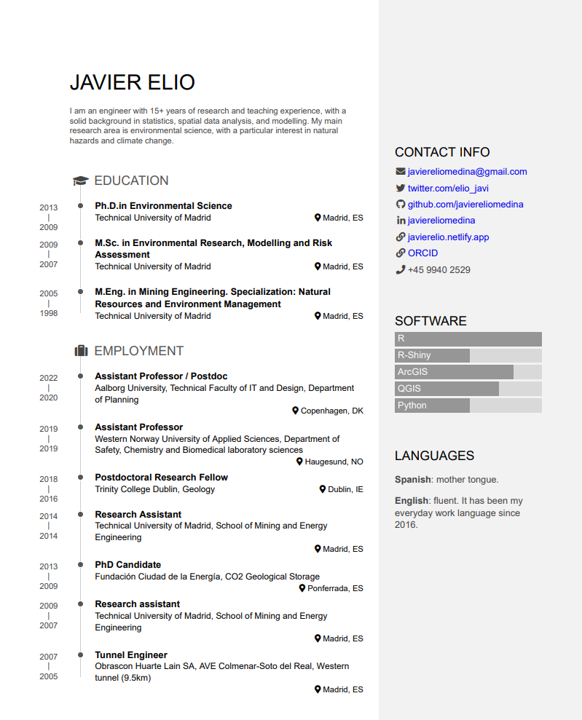 JAVIER ELIO
I am an engineer with 15+ years of research and teaching experience, with a
solid background in statistics, spatial data analysis, and modelling. My main
research area is environmental science, with a particular interest in natural
hazards and climate change.
EDUCATION
2013
|
2009
Ph.D.in Environmental Science
Technical University of Madrid
Madrid, ES
2009
|
2007
M.Sc. in Environmental Research, Modelling and Risk
Assessment
Technical University of Madrid
Madrid, ES
2005
|
1998
M.Eng. in Mining Engineering. Specialization: Natural
Resources and Environment Management
Technical University of Madrid
Madrid, ES
EMPLOYMENT
2022
|
2020
Assistant Professor / Postdoc
Aalborg University, Technical Faculty of IT and Design, Department
of Planning
Copenhagen, DK
2019
|
2019
Assistant Professor
Western Norway University of Applied Sciences, Department of
Safety, Chemistry and Biomedical laboratory sciences
Haugesund, NO
2018
|
2016
Postdoctoral Research Fellow
Trinity College Dublin, Geology
Dublin, IE
2014
|
2014
Research Assistant
Technical University of Madrid, School of Mining and Energy
Engineering
Madrid, ES
2013
|
2009
PhD Candidate
Fundación Ciudad de la Energía, CO2 Geological Storage
Ponferrada, ES
2009
|
2007
Research assistant
Technical University of Madrid, School of Mining and Energy
Engineering
Madrid, ES
2007
|
2005
Tunnel Engineer
Obrascon Huarte Lain SA, AVE Colmenar-Soto del Real, Western
tunnel (9.5km)
Madrid, ES
CONTACT INFO
javiereliomedina@gmail.com
twitter.com/elio_javi
github.com/javiereliomedina
javiereliomedina
javierelio.netlify.app
ORCID
+45 9940 2529
SOFTWARE
R
R-Shiny
ArcGIS
QGIS
Python
LANGUAGES
Spanish: mother tongue.
English: fluent. It has been my
everyday work language since
2016.